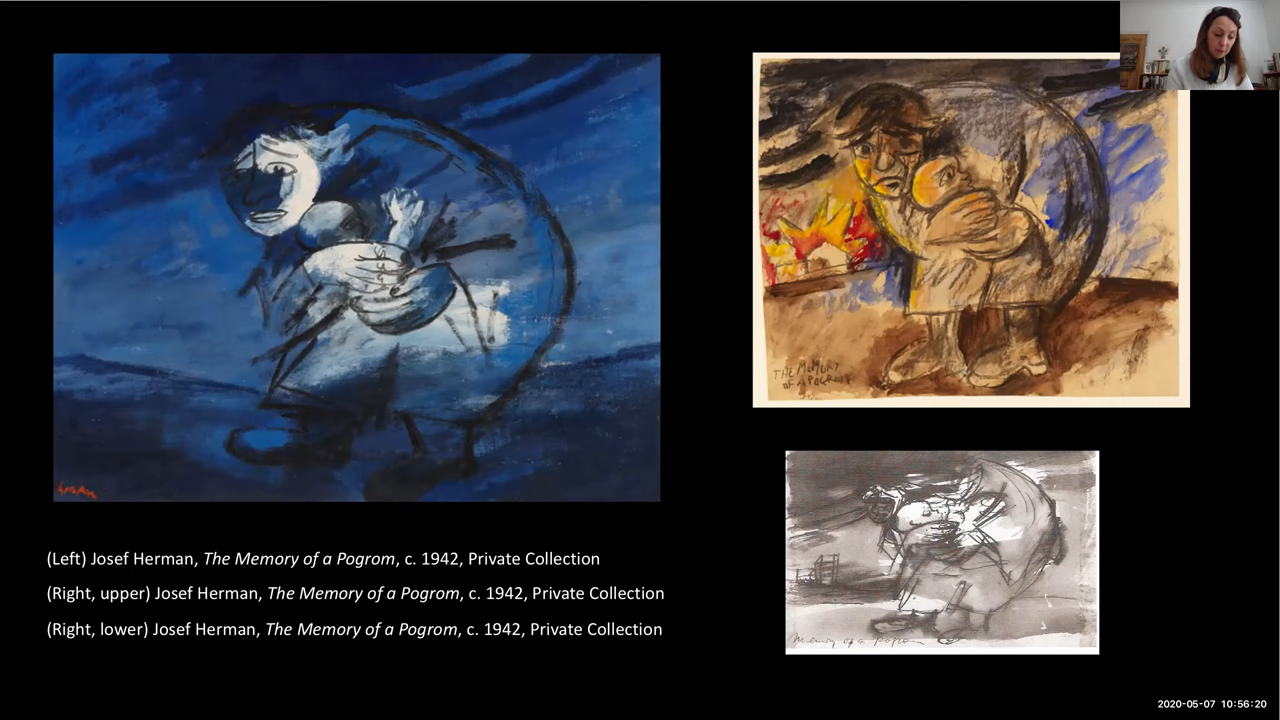 THE MEMORY
OF A POGROM
Memory of a Pogrom
(Left) Josef Herman, The Memory of a Pogrom, c. 1942, Private Collection
(Right, upper) Josef Herman, The Memory of a Pogrom, c. 1942, Private Collection
(Right, lower) Josef Herman, The Memory of a Pogrom, c. 1942, Private Collection
2020-05-07 10:56:20